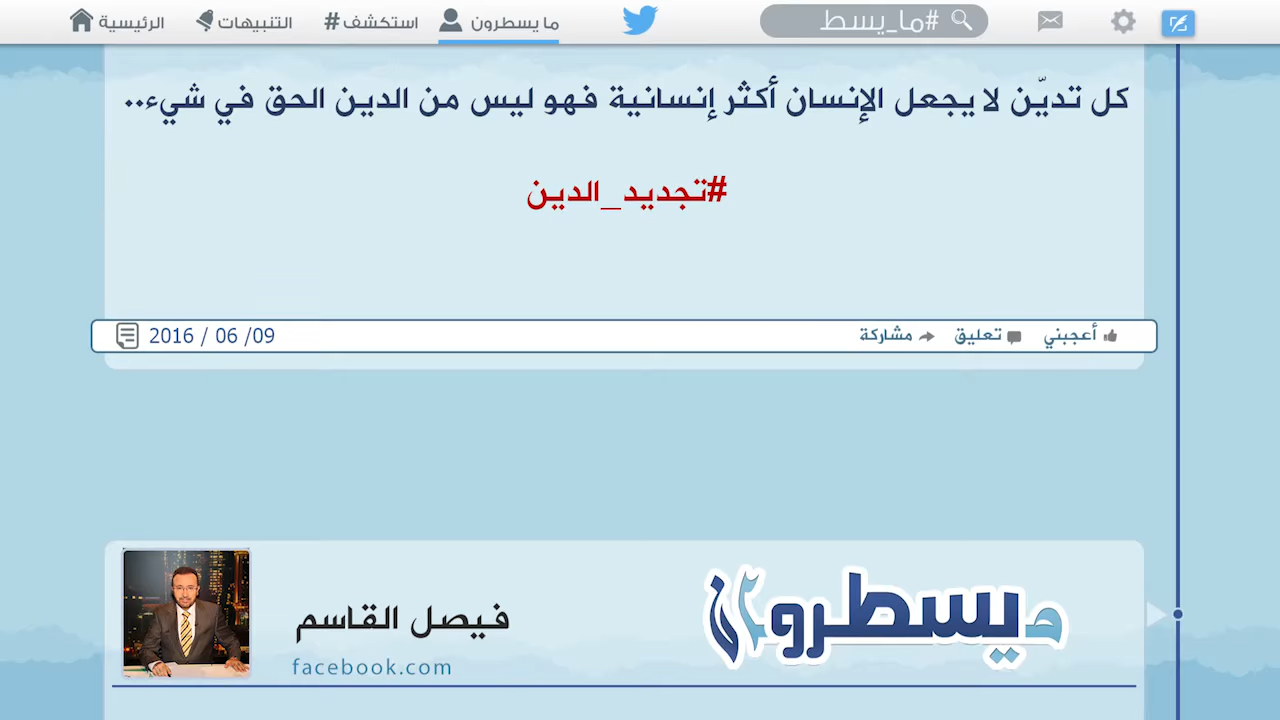 الرئيسية التنبيهات #استكشف ما يسطرون #ما_يسط
كل تديّن لا يجعل الإنسان أكثر إنسانية فهو ليس من الدين الحق في شيء..
#تجديد_الدين
أعجبني تعليق مشاركة 2016 / 06 /09
ما يسطرون
فيصل القاسم
facebook.com